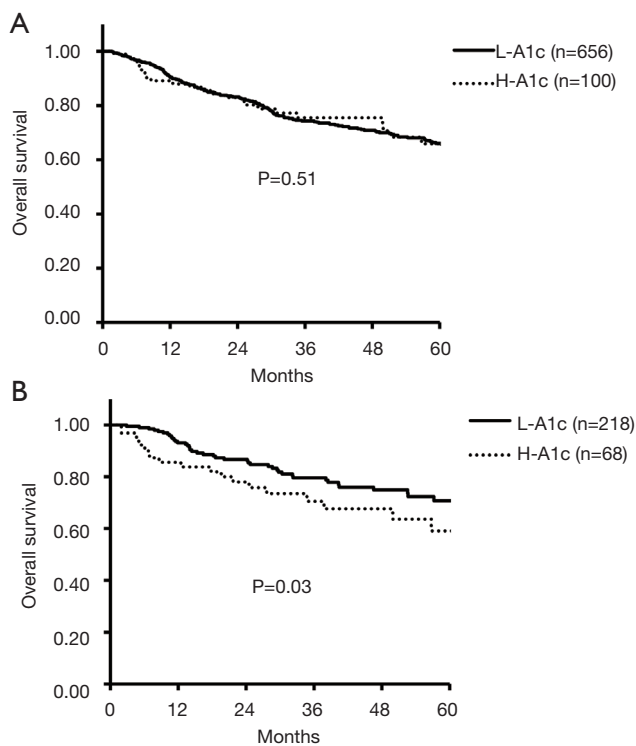 A
1.00
0.80
0.60
0.40
0.20
0.00
Overall survival
L-A1c (n=656)
H-A1c (n=100)
P=0.51
0 12 24 36 48 60
Months
B
1.00
0.80
0.60
0.40
0.20
0.00
Overall survival
L-A1c (n=218)
H-A1c (n=68)
P=0.03
0 12 24 36 48 60
Months